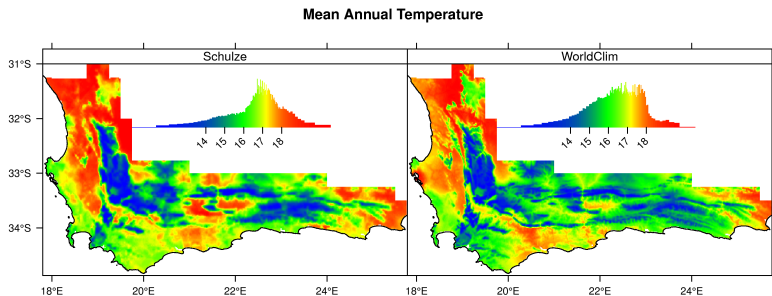 Mean Annual Temperature
Schulze
WorldClim
31°S
32°S
33°S
34°S
14 15 16 17 18
14 15 16 17 18
18°E 20°E 22°E 24°E
18°E 20°E 22°E 24°E